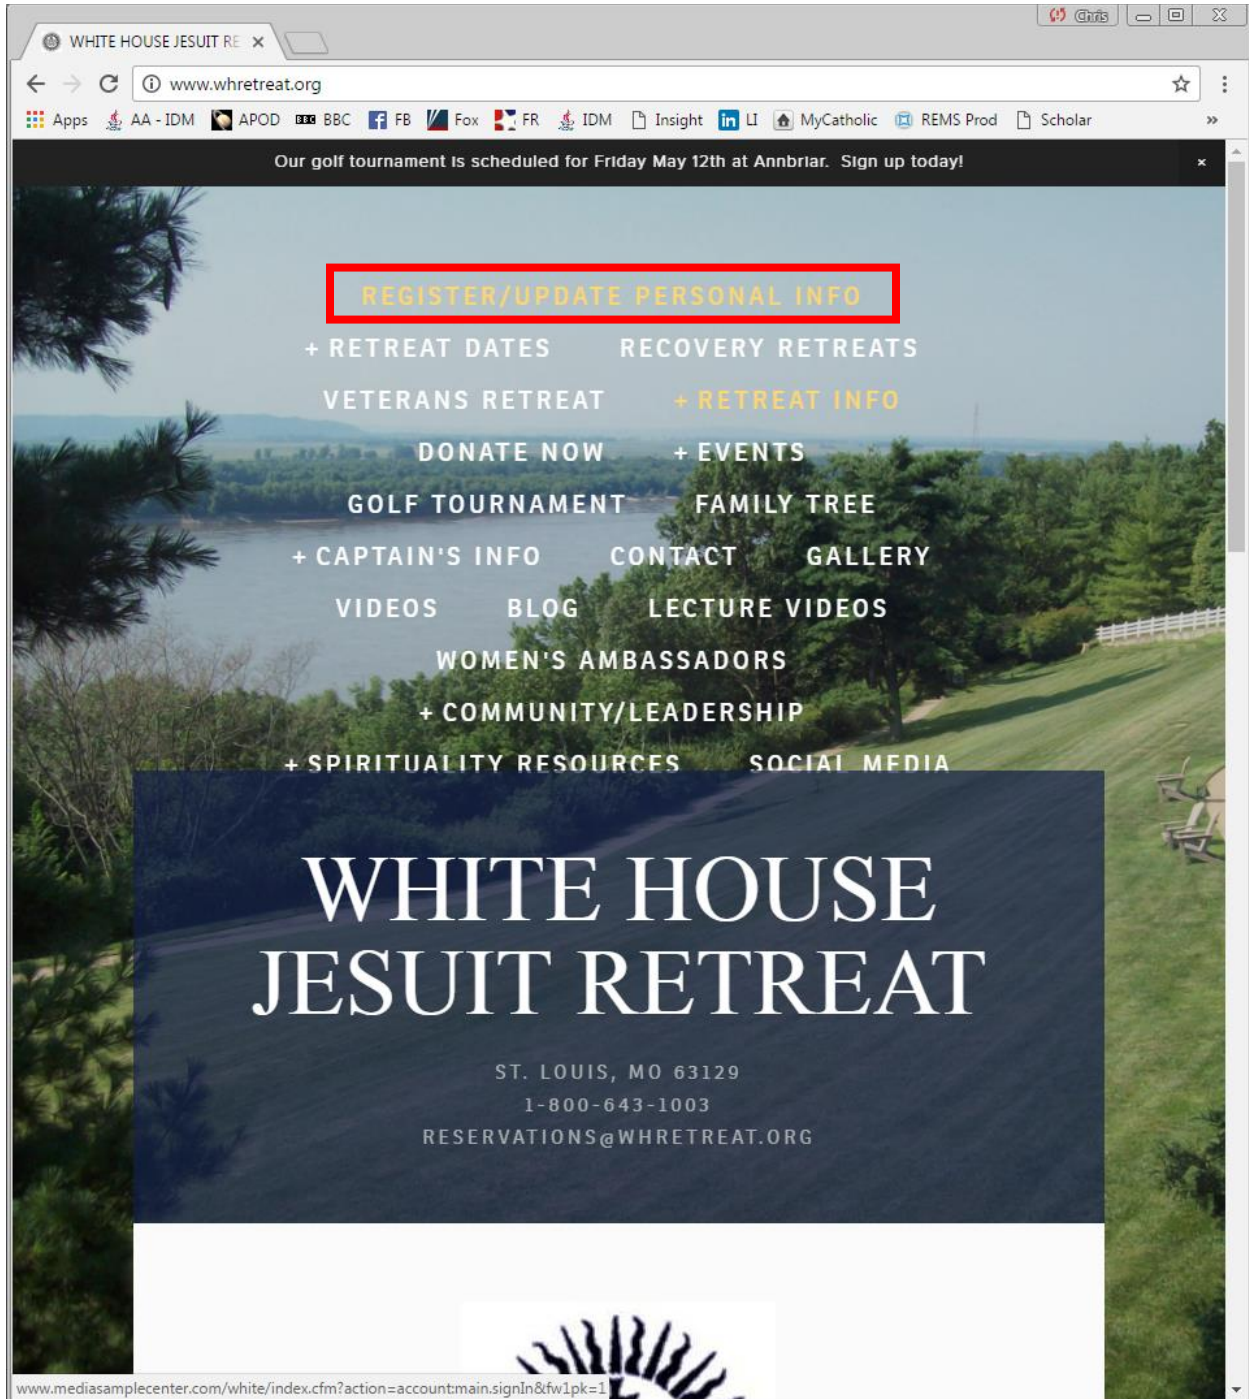 Chris
WHITE HOUSE JESUIT RE
www.whretreat.org
Apps AA - IDM APOD BBC BBC FB Fox FR IDM Insight in LI MyCatholic REMS Prod Scholar »
Our golf tournament is scheduled for Friday May 12th at Annbriar. Sign up today! ×
REGISTER/UPDATE PERSONAL INFO
+ RETREAT DATES RECOVERY RETREATS
VETERANS RETREAT + RETREAT INFO
DONATE NOW + EVENTS
GOLF TOURNAMENT FAMILY TREE
+ CAPTAIN'S INFO CONTACT GALLERY
VIDEOS BLOG LECTURE VIDEOS
WOMEN'S AMBASSADORS
+ COMMUNITY/LEADERSHIP
+ SPIRITUALITY RESOURCES SOCIAL MEDIA
WHITE HOUSE
JESUIT RETREAT
ST. LOUIS, MO 63129
1-800-643-1003
RESERVATIONS@WHRETREAT.ORG
www.mediasamplecenter.com/white/index.cfm?action=account:main.signIn&fw1pk=1